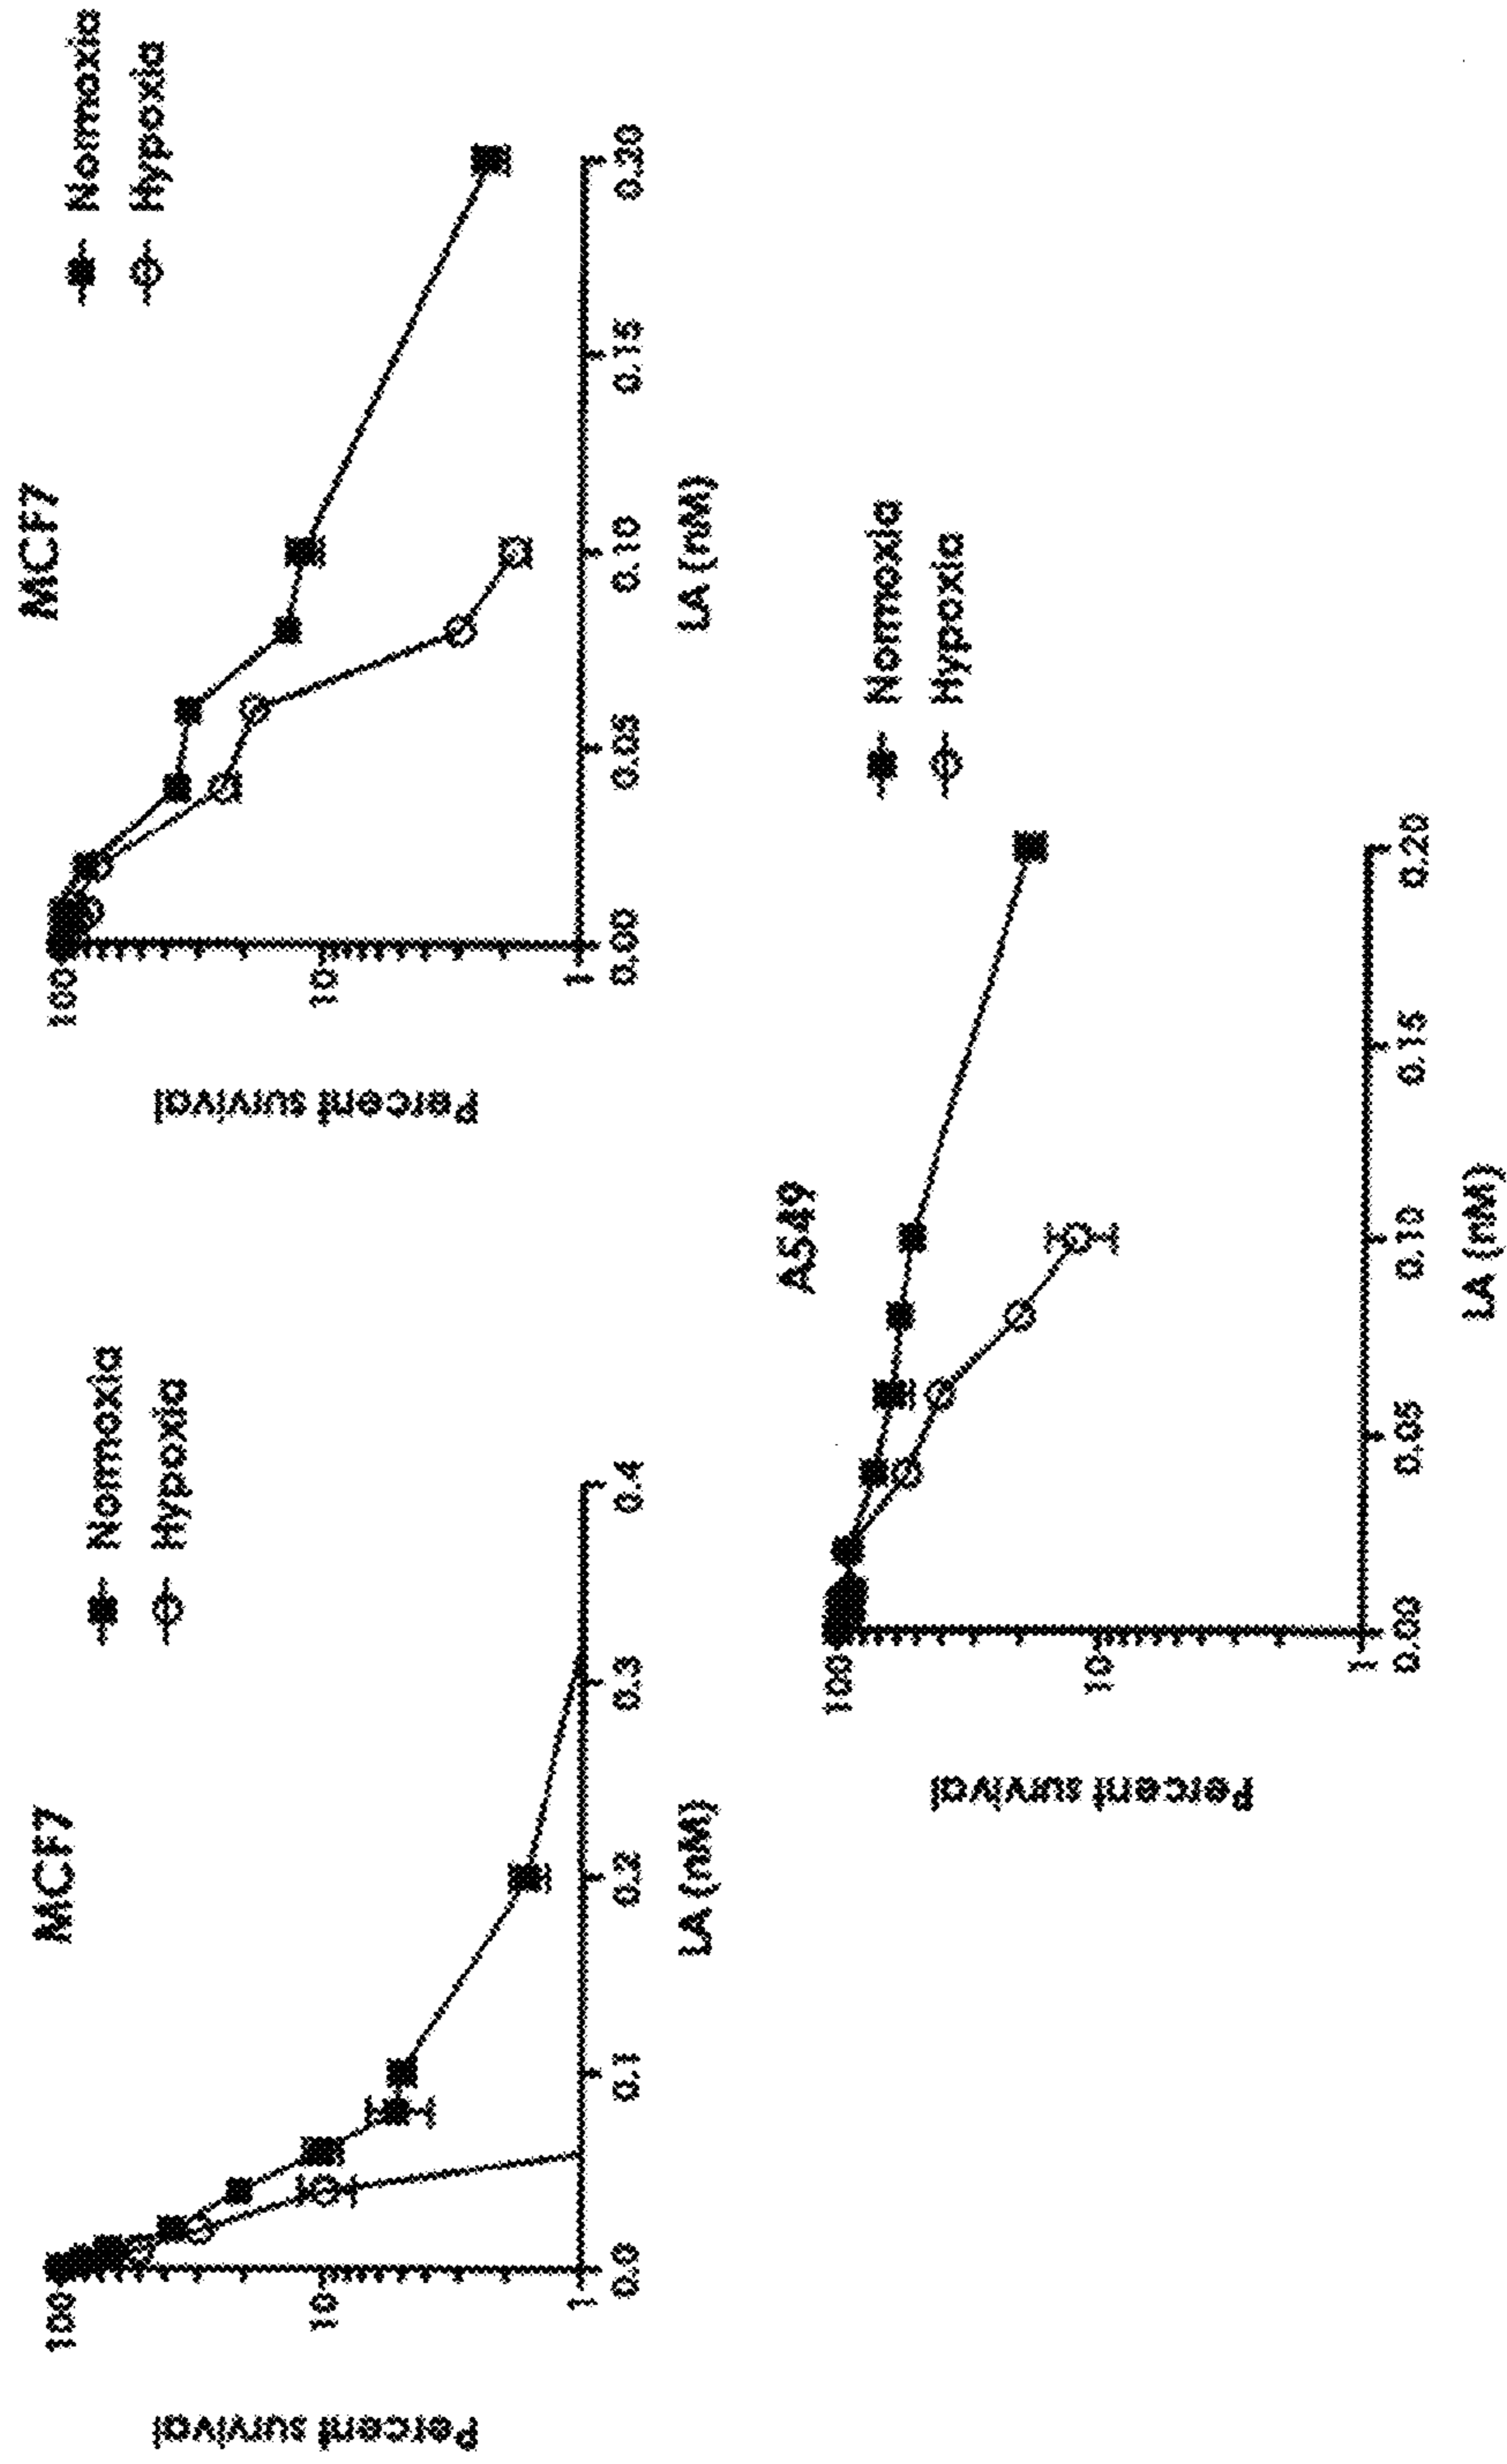 MCF7
Normoxia
Hypoxia
Percent survival
100
10
1
0.0
0.1
0.2
0.3
0.4
LA (nM)
MCF7
Normoxia
Hypoxia
Percent survival
100
10
1
0.00
0.05
0.10
0.15
0.20
LA (nM)
A549
Normoxia
Hypoxia
Percent survival
100
10
1
0.00
0.05
0.10
0.15
0.20
LA (nM)